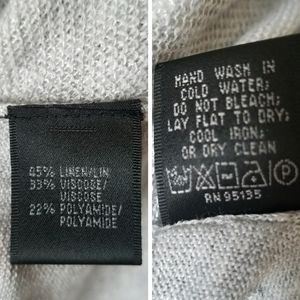 45% LINEN/LIN
33% VISCOSE/
VISCOSE
22% POLYAMIDE/
POLYAMIDE
HAND WASH IN
COLD WATER;
DO NOT BLEACH;
LAY FLAT TO DRY;
COOL IRON;
OR DRY CLEAN
P
RN 95135